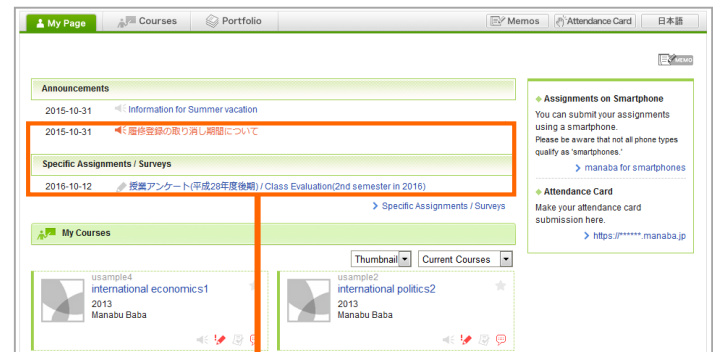 My Page
Courses
Portfolio
Memos
Attendance Card
日本語
MEMO
Announcements
2015-10-31 Information for Summer vacation
2015-10-31 履修登録の取り消し期間について
Specific Assignments / Surveys
2016-10-12 授業アンケート(平成28年度後期) / Class Evaluation(2nd semester in 2016)
Specific Assignments / Surveys
Assignments on Smartphone
You can submit your assignments
using a smartphone.
Please be aware that not all phone types
qualify as 'smartphones.'
manaba for smartphones
Attendance Card
Make your attendance card
submission here.
https://******.manaba.jp
My Courses
Thumbnail
Current Courses
usample4
international economics1
2013
Manabu Baba
usample2
international politics2
2013
Manabu Baba